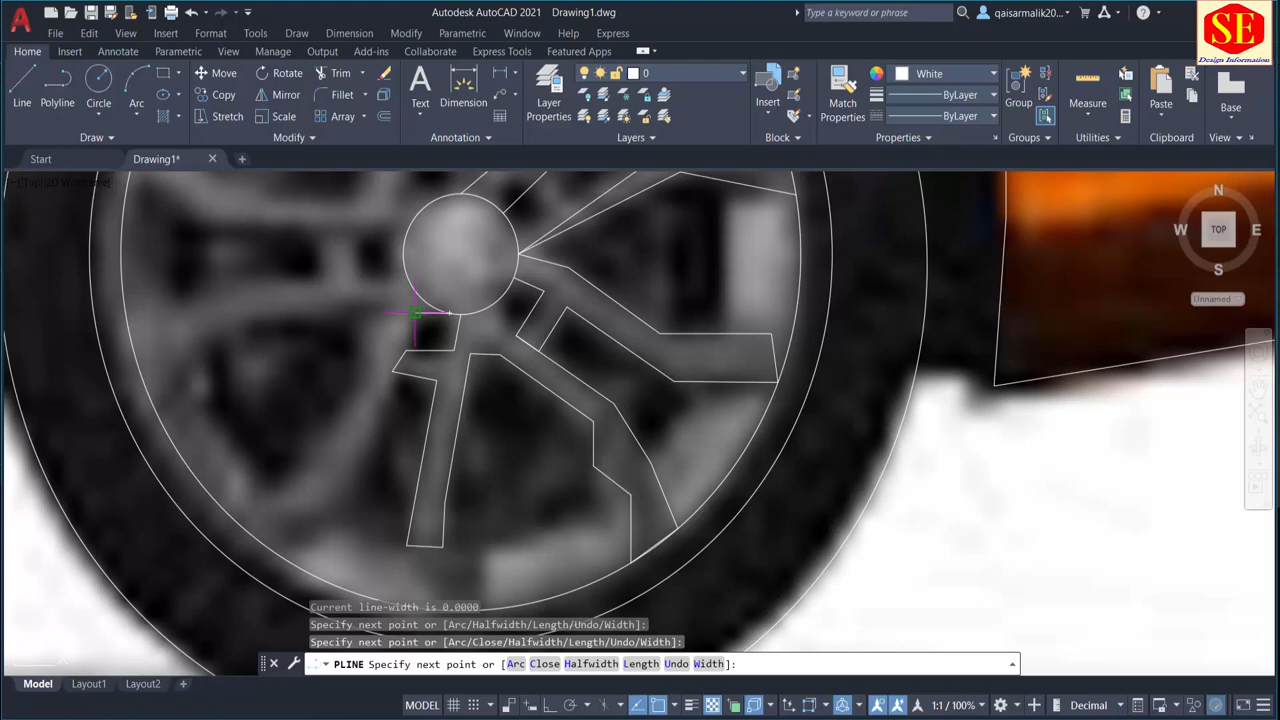 Autodesk AutoCAD 2021 Drawing1.dwg
Type a keyword or phrase
qaisarmalik20...
SE
Design Information
File Edit View Insert Format Tools Draw Dimension Modify Parametric Window Help Express
Home Insert Annotate Parametric View Manage Output Add-ins Collaborate Express Tools Featured Apps
Line Polyline Circle Arc
Move Rotate Trim
Copy Mirror Fillet
Stretch Scale Array
Text Dimension
Layer Properties
0
Insert
Match Properties
White
ByLayer
ByLayer
Group
Measure
Paste
Base
Draw Modify Annotation Layers Block Properties Groups Utilities Clipboard View
Start Drawing1*
N
W TOP E
S
Unnamed
Current line-width is 0.0000
Specify next point or [Arc/Halfwidth/Length/Undo/Width]:
Specify next point or [Arc/Close/Halfwidth/Length/Undo/Width]:
PLINE Specify next point or [Arc Close Halfwidth Length Undo Width]:
Model Layout1 Layout2
MODEL 1:1 / 100% Decimal